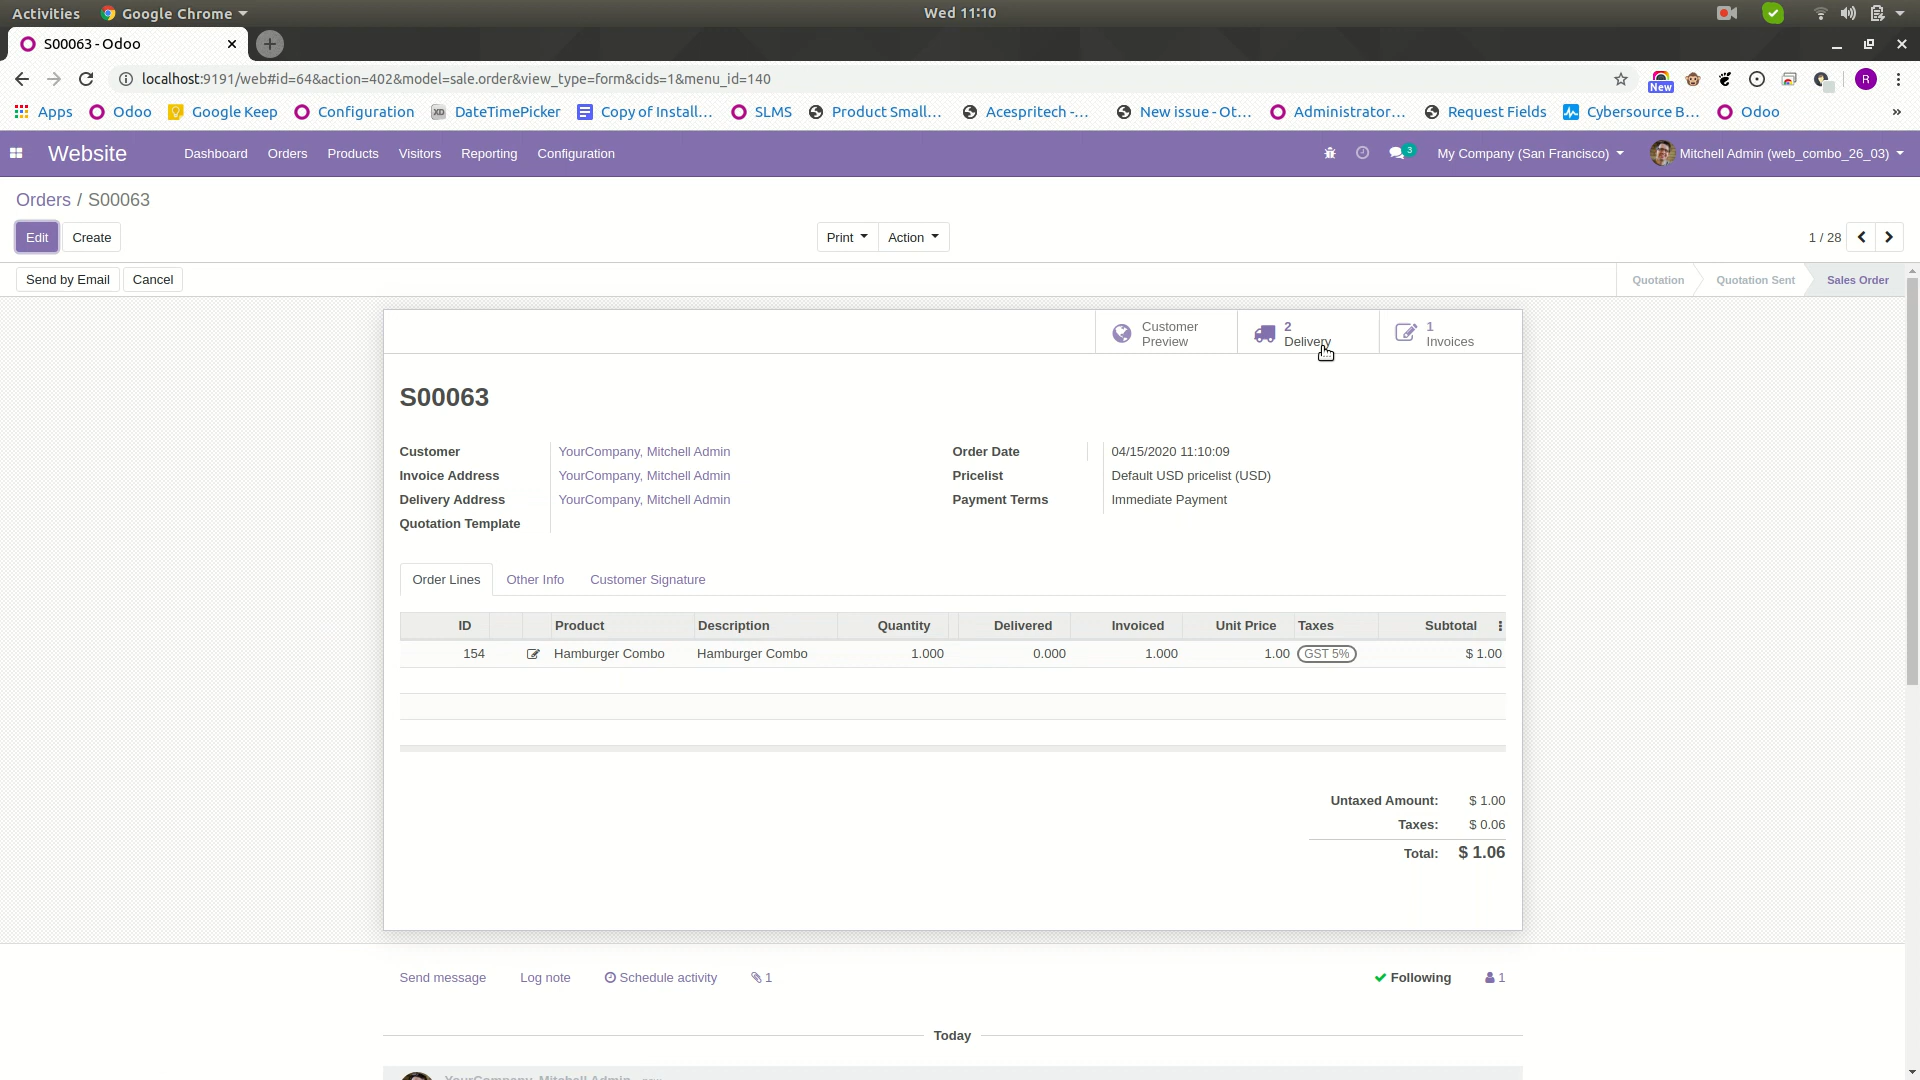 Activities Google Chrome Wed 11:10
S00063 - Odoo
localhost:9191/web#id=64&action=402&model=sale.order&view_type=form&cids=1&menu_id=140 New R
Apps Odoo Google Keep Configuration XD DateTimePicker Copy of Install... SLMS Product Small... Acespritech -... New issue - Ot... Administrator... Request Fields Cybersource B... Odoo »
Website Dashboard Orders Products Visitors Reporting Configuration 3 My Company (San Francisco) Mitchell Admin (web_combo_26_03)
Orders / S00063
Edit Create Print Action 1 / 28
Send by Email Cancel Quotation Quotation Sent Sales Order
Customer Preview 2 Delivery 1 Invoices
S00063
Customer YourCompany, Mitchell Admin Order Date 04/15/2020 11:10:09
Invoice Address YourCompany, Mitchell Admin Pricelist Default USD pricelist (USD)
Delivery Address YourCompany, Mitchell Admin Payment Terms Immediate Payment
Quotation Template
Order Lines Other Info Customer Signature
ID Product Description Quantity Delivered Invoiced Unit Price Taxes Subtotal
154 Hamburger Combo Hamburger Combo 1.000 0.000 1.000 1.00 GST 5% $ 1.00
Untaxed Amount: $ 1.00
Taxes: $ 0.06
Total: $ 1.06
Send message Log note Schedule activity 1 Following 1
Today
YourCompany, Mitchell Admin